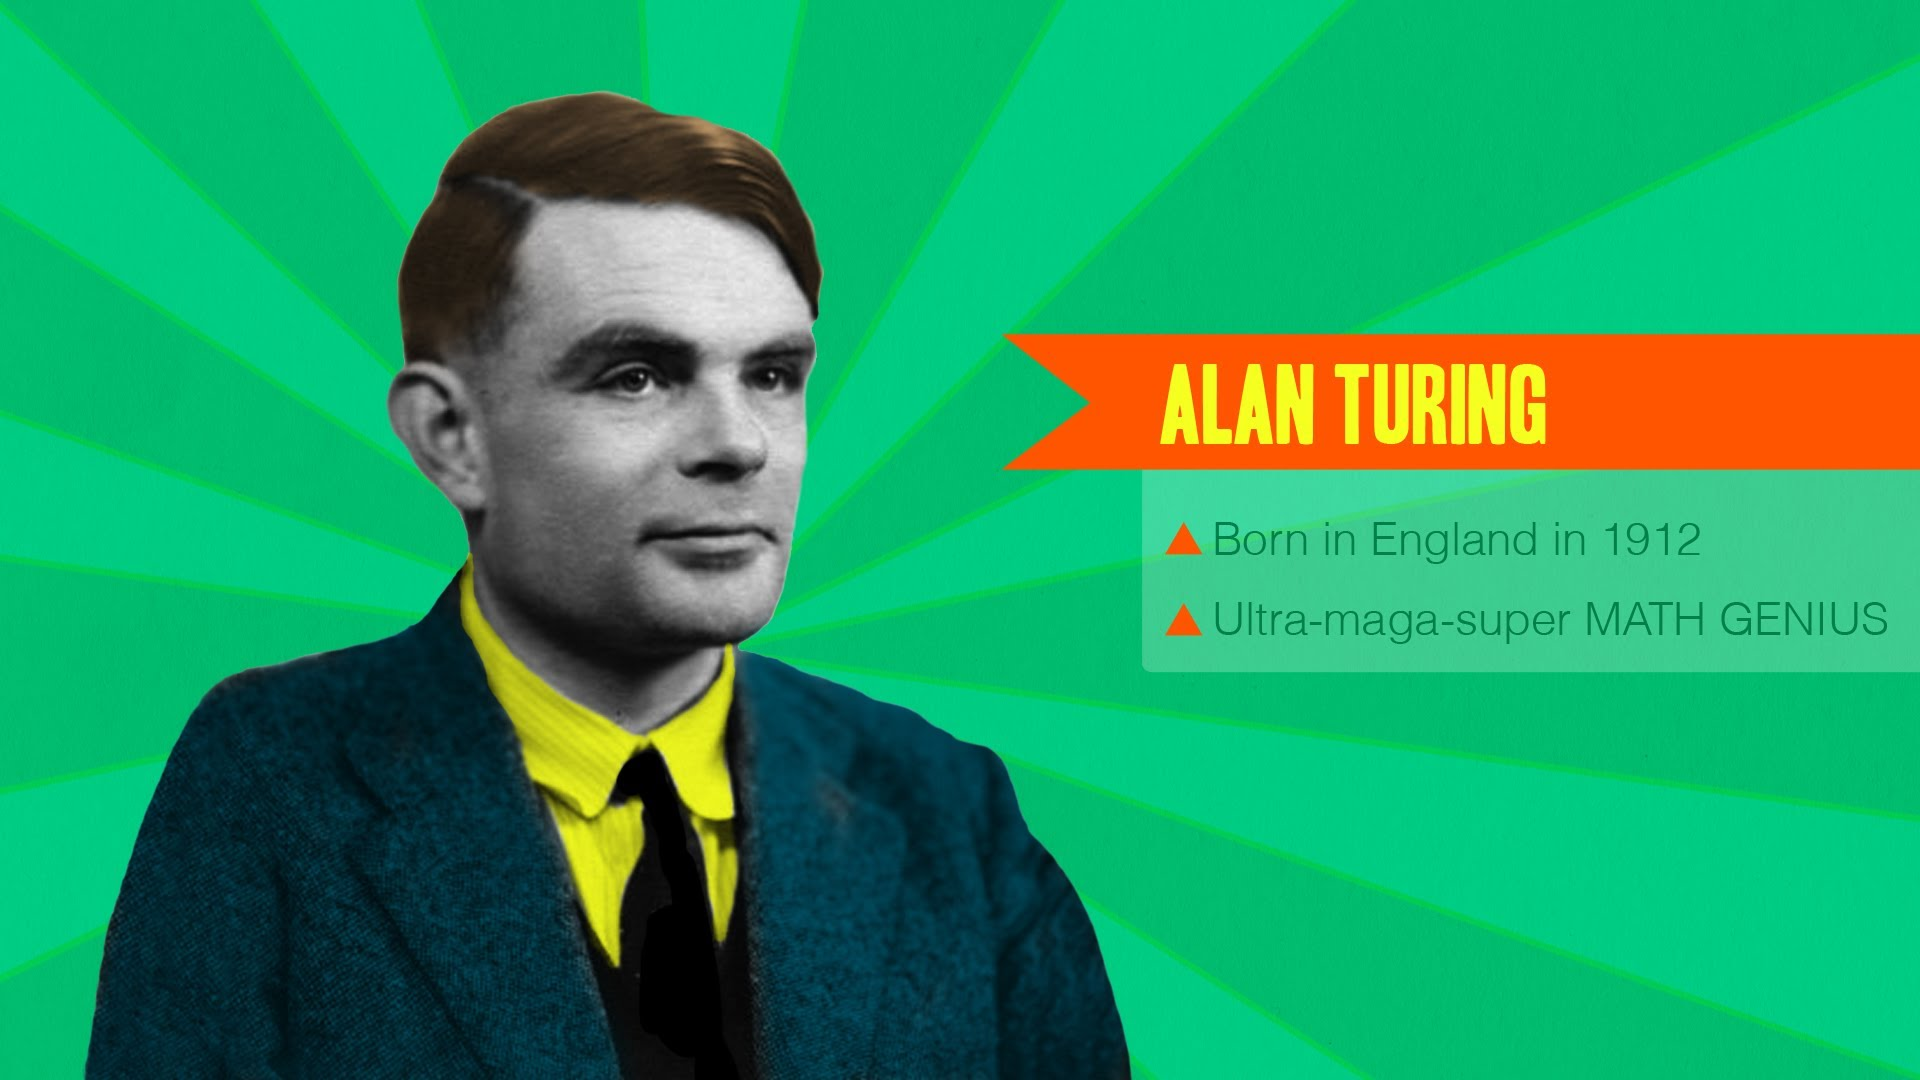 ALAN TURING
Born in England in 1912
Ultra-maga-super MATH GENIUS